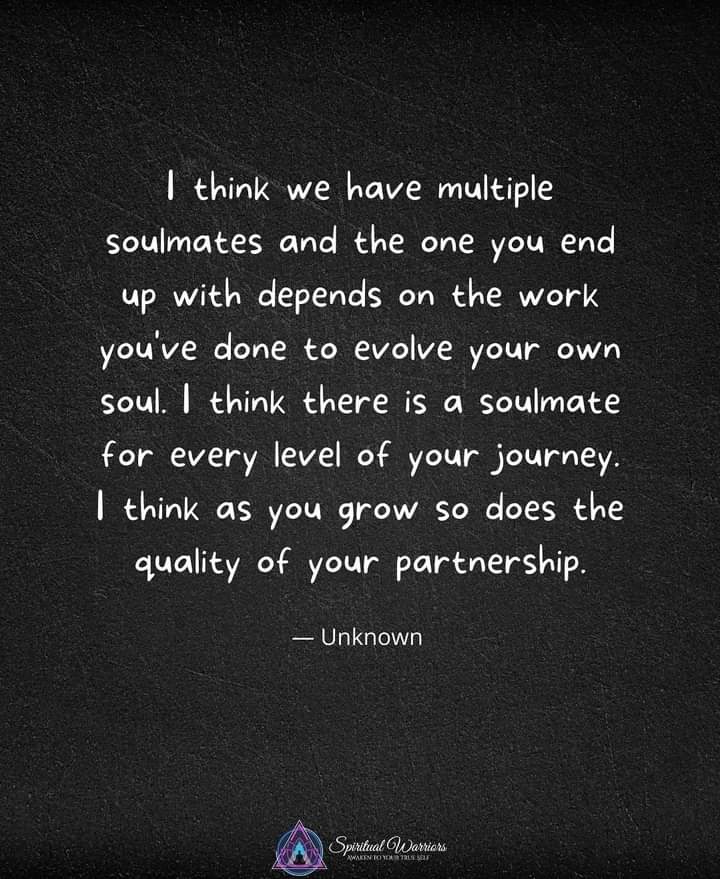 I think we have multiple
soulmates and the one you end
up with depends on the work
you've done to evolve your own
soul. I think there is a soulmate
for every level of your journey.
I think as you grow so does the
quality of your partnership.
— Unknown
Spiritual Warriors
AWAKEN TO YOUR TRUE SELF